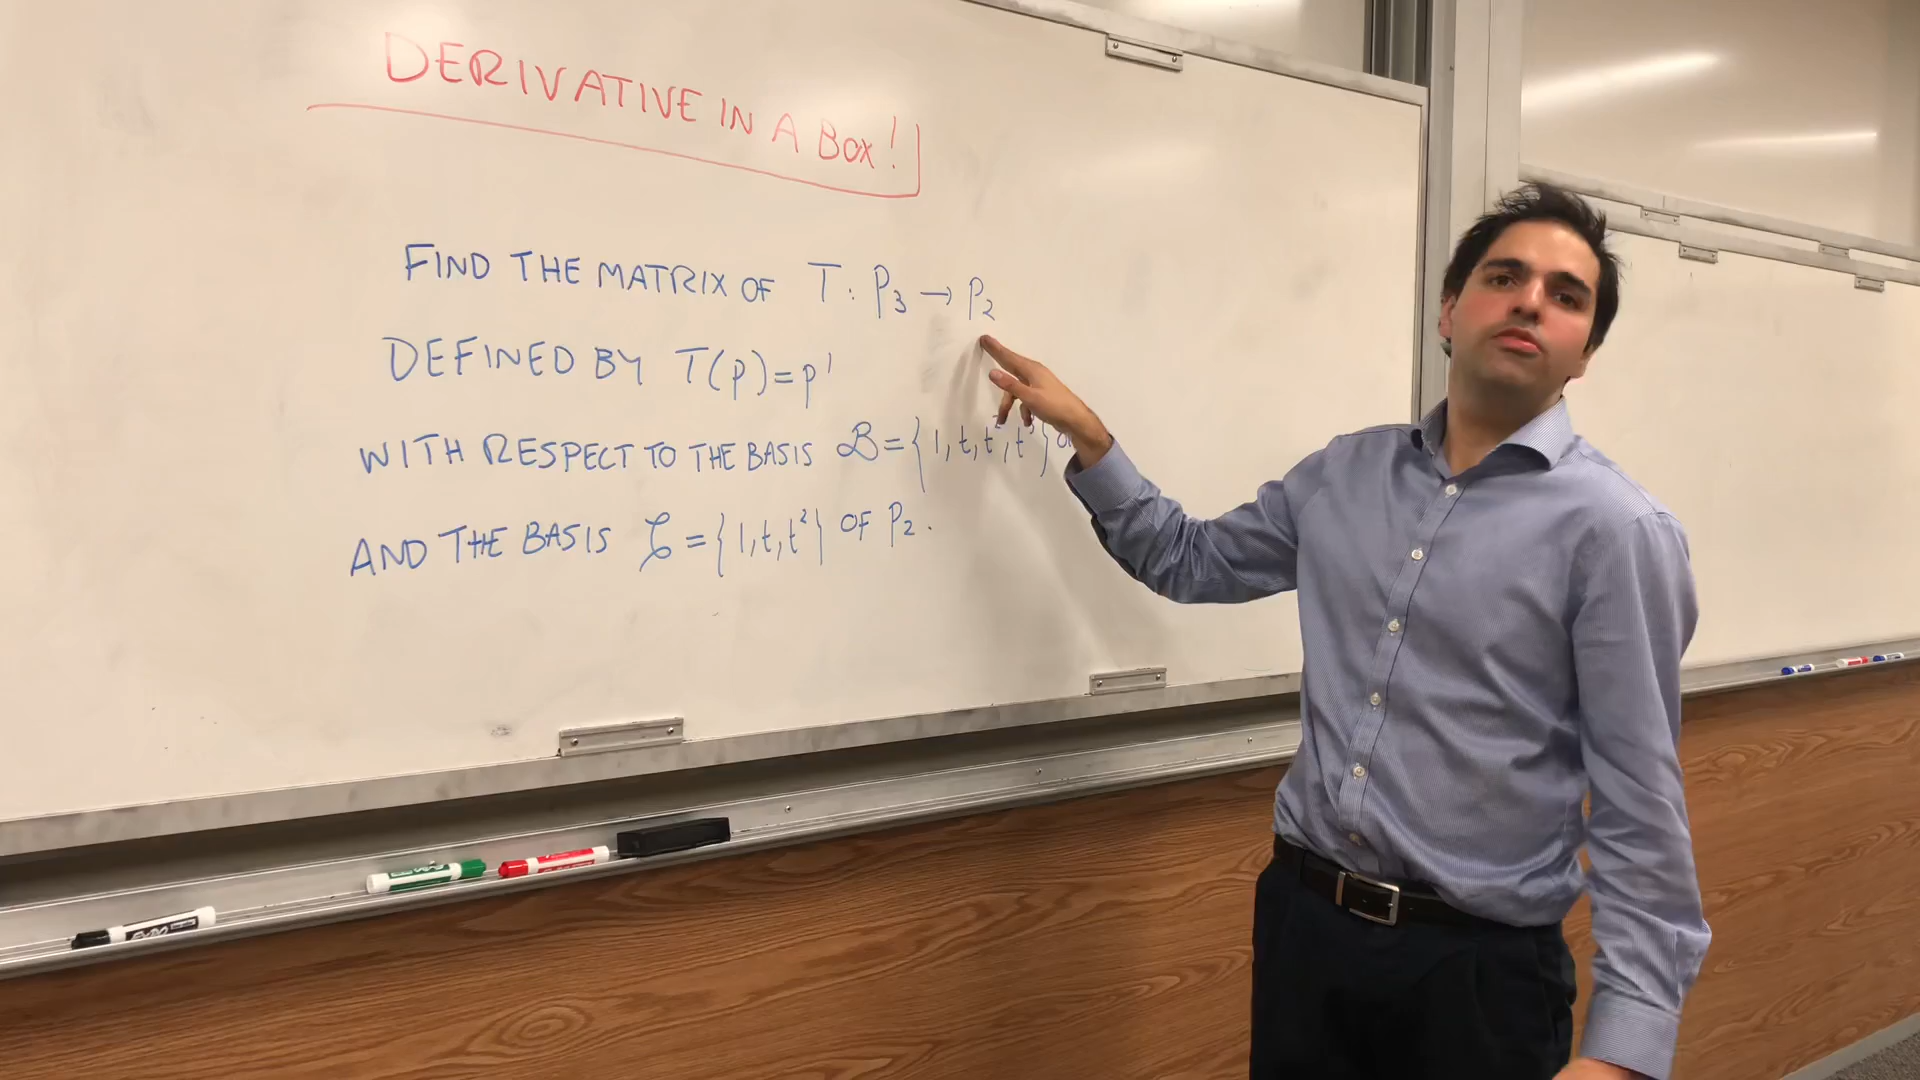 DERIVATIVE IN A BOX!
FIND THE MATRIX OF T: P₃ → P₂
DEFINED BY T(p)=p'
WITH RESPECT TO THE BASIS ℬ={1,t,t²,t³}
AND THE BASIS 𝒞={1,t,t²} OF P₂.
EXPO